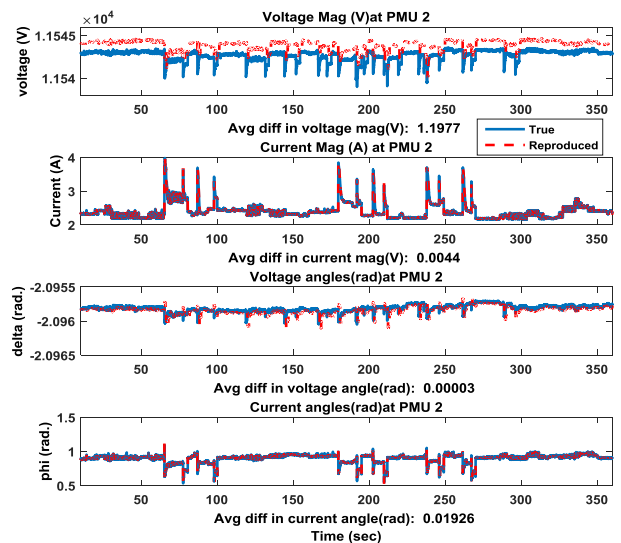 Voltage Mag (V)at PMU 2
×10⁴
1.1545
1.154
voltage (V)
50 100 150 200 250 300 350
Avg diff in voltage mag(V): 1.1977
True
Reproduced
Current Mag (A) at PMU 2
4
3
2
Current (A)
50 100 150 200 250 300 350
Avg diff in current mag(V): 0.0044
Voltage angles(rad)at PMU 2
-2.0955
-2.096
-2.0965
delta (rad.)
50 100 150 200 250 300 350
Avg diff in voltage angle(rad): 0.00003
Current angles(rad)at PMU 2
1.5
1
0.5
phi (rad.)
50 100 150 200 250 300 350
Avg diff in current angle(rad): 0.01926
Time (sec)